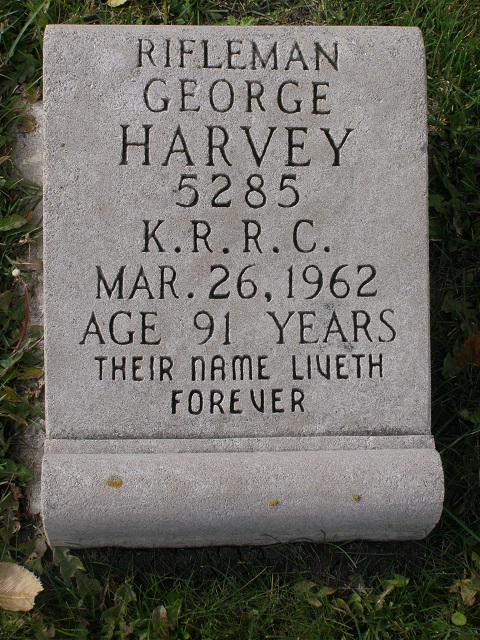 RIFLEMAN
GEORGE
HARVEY
5285
K.R.R.C.
MAR. 26, 1962
AGE 91 YEARS
THEIR NAME LIVETH
FOREVER